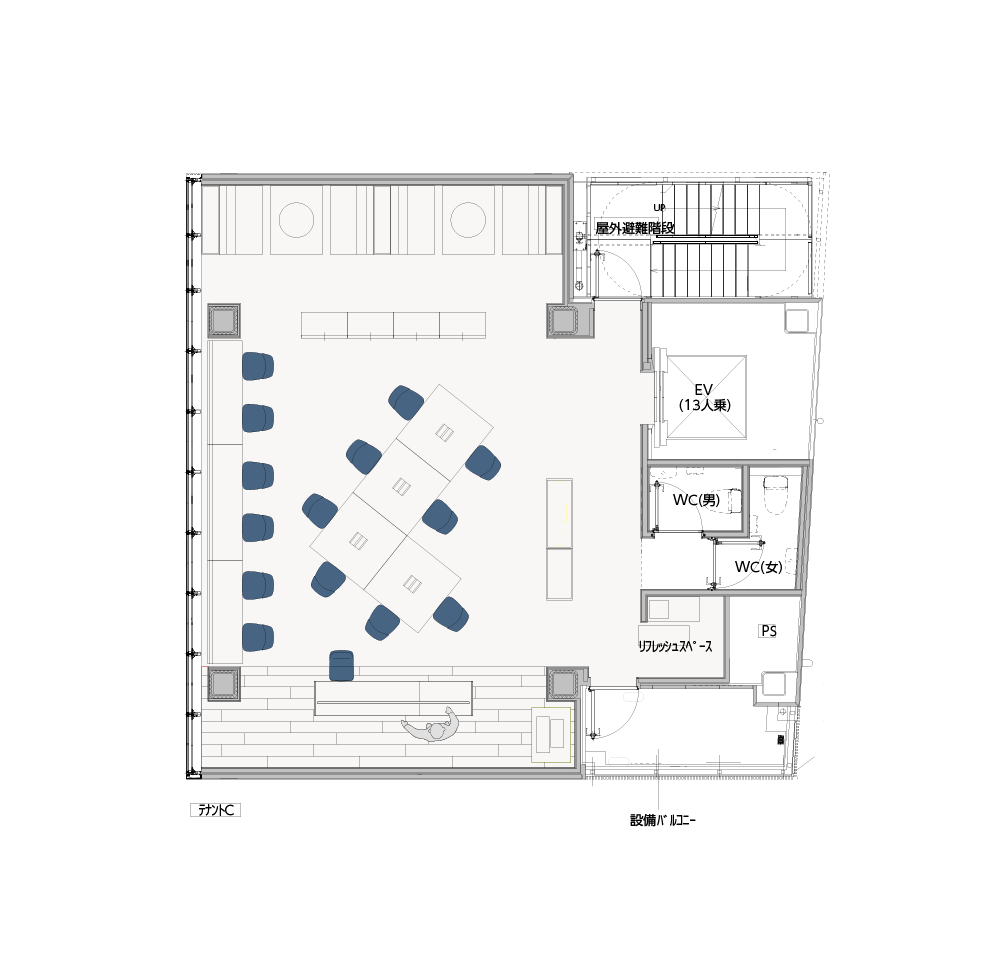 UP
屋外避難階段
EV
(13人乗)
WC(男)
WC(女)
PS
ﾘﾌﾚｯｼｭｽﾍﾟｰｽ
ﾃﾅﾝﾄC
設備ﾊﾞﾙｺﾆｰ